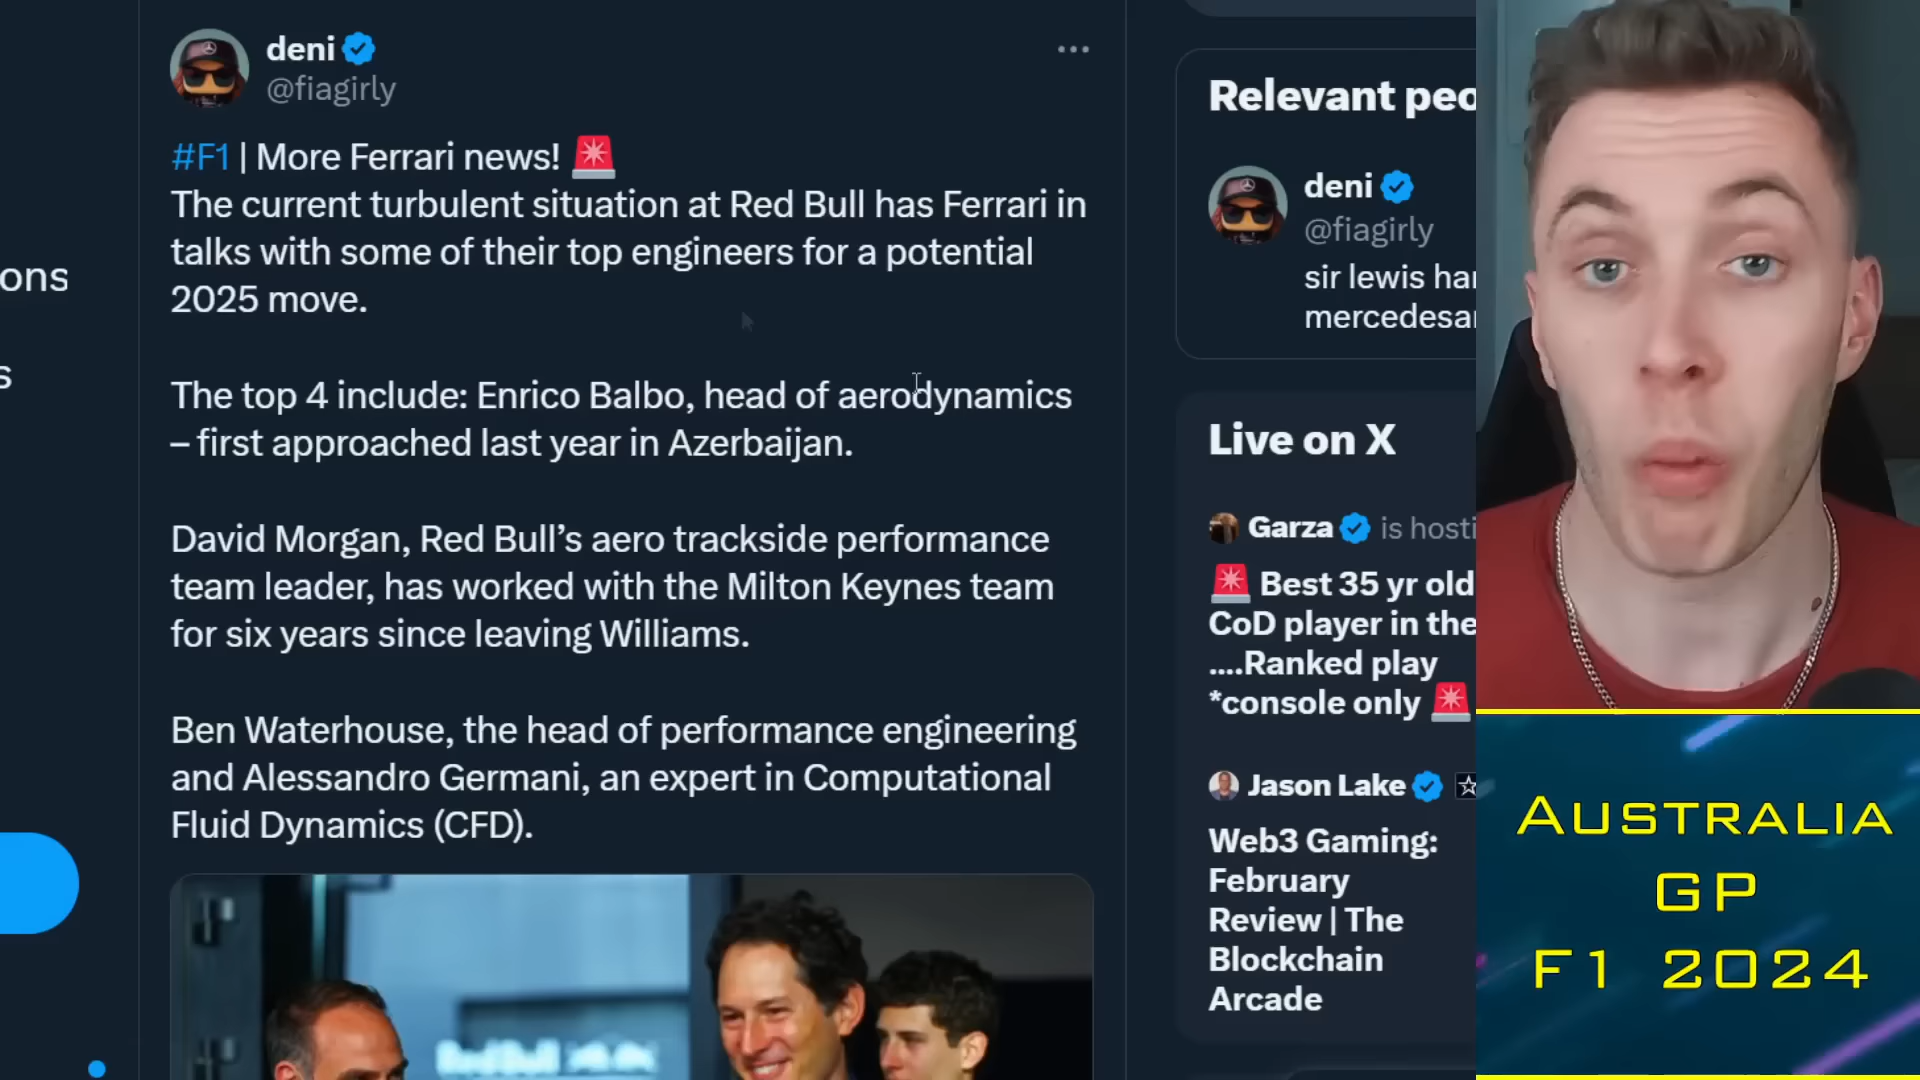 ons
s
deni
@fiagirly
#F1 | More Ferrari news! 🚨
The current turbulent situation at Red Bull has Ferrari in
talks with some of their top engineers for a potential
2025 move.
The top 4 include: Enrico Balbo, head of aerodynamics
– first approached last year in Azerbaijan.
David Morgan, Red Bull’s aero trackside performance
team leader, has worked with the Milton Keynes team
for six years since leaving Williams.
Ben Waterhouse, the head of performance engineering
and Alessandro Germani, an expert in Computational
Fluid Dynamics (CFD).
Red Bull
Relevant peo
deni
@fiagirly
sir lewis ha
mercedesa
Live on X
Garza is hosti
🚨 Best 35 yr old
CoD player in the
....Ranked play
*console only 🚨
Jason Lake
Web3 Gaming:
February
Review | The
Blockchain
Arcade
AUSTRALIA
GP
F1 2024